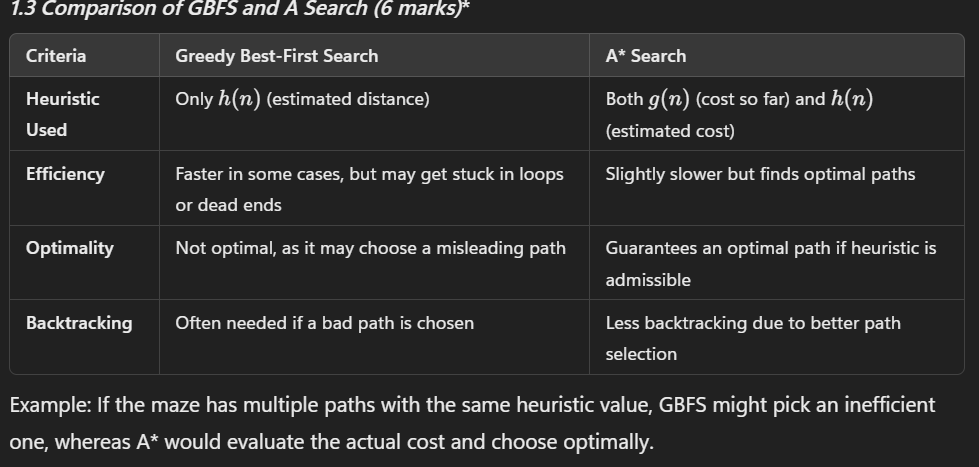 1.3 Comparison of GBFS and A Search (6 marks)*
Criteria Greedy Best-First Search A* Search
Heuristic Used Only h(n) (estimated distance) Both g(n) (cost so far) and h(n) (estimated cost)
Efficiency Faster in some cases, but may get stuck in loops or dead ends Slightly slower but finds optimal paths
Optimality Not optimal, as it may choose a misleading path Guarantees an optimal path if heuristic is admissible
Backtracking Often needed if a bad path is chosen Less backtracking due to better path selection
Example: If the maze has multiple paths with the same heuristic value, GBFS might pick an inefficient
one, whereas A* would evaluate the actual cost and choose optimally.